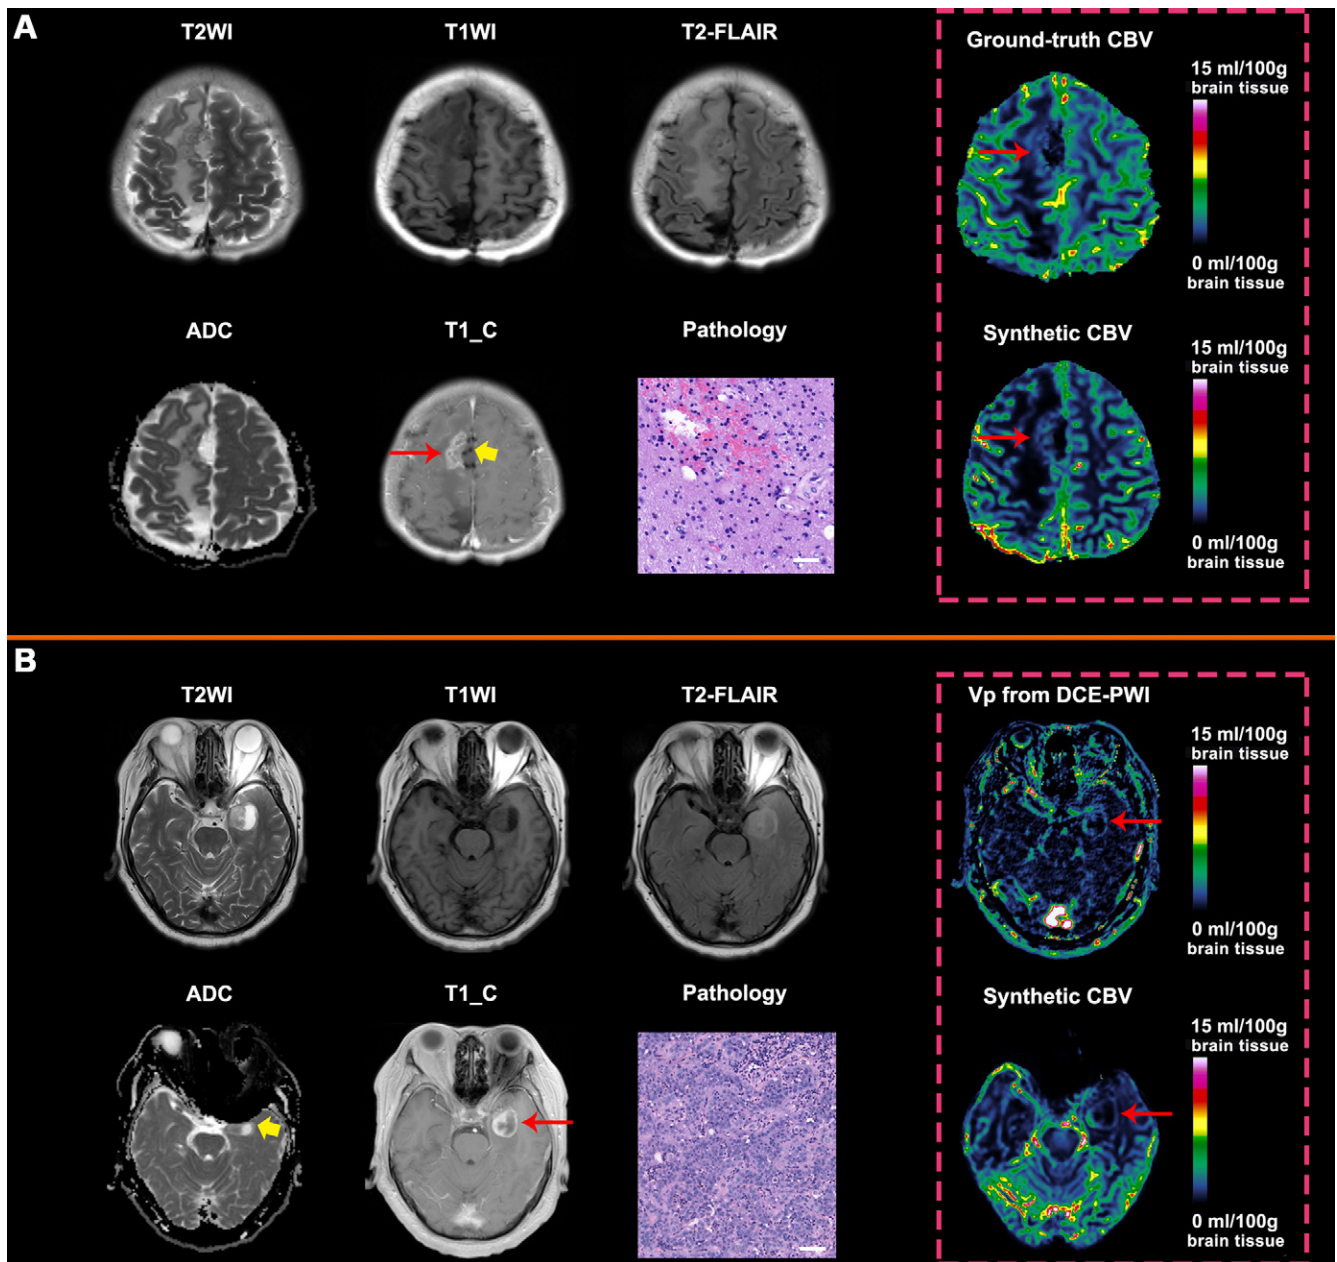 A
T2WI
T1WI
T2-FLAIR
Ground-truth CBV
15 ml/100g
brain tissue
0 ml/100g
brain tissue
ADC
T1_C
Pathology
Synthetic CBV
15 ml/100g
brain tissue
0 ml/100g
brain tissue
B
T2WI
T1WI
T2-FLAIR
Vp from DCE-PWI
15 ml/100g
brain tissue
0 ml/100g
brain tissue
ADC
T1_C
Pathology
Synthetic CBV
15 ml/100g
brain tissue
0 ml/100g
brain tissue